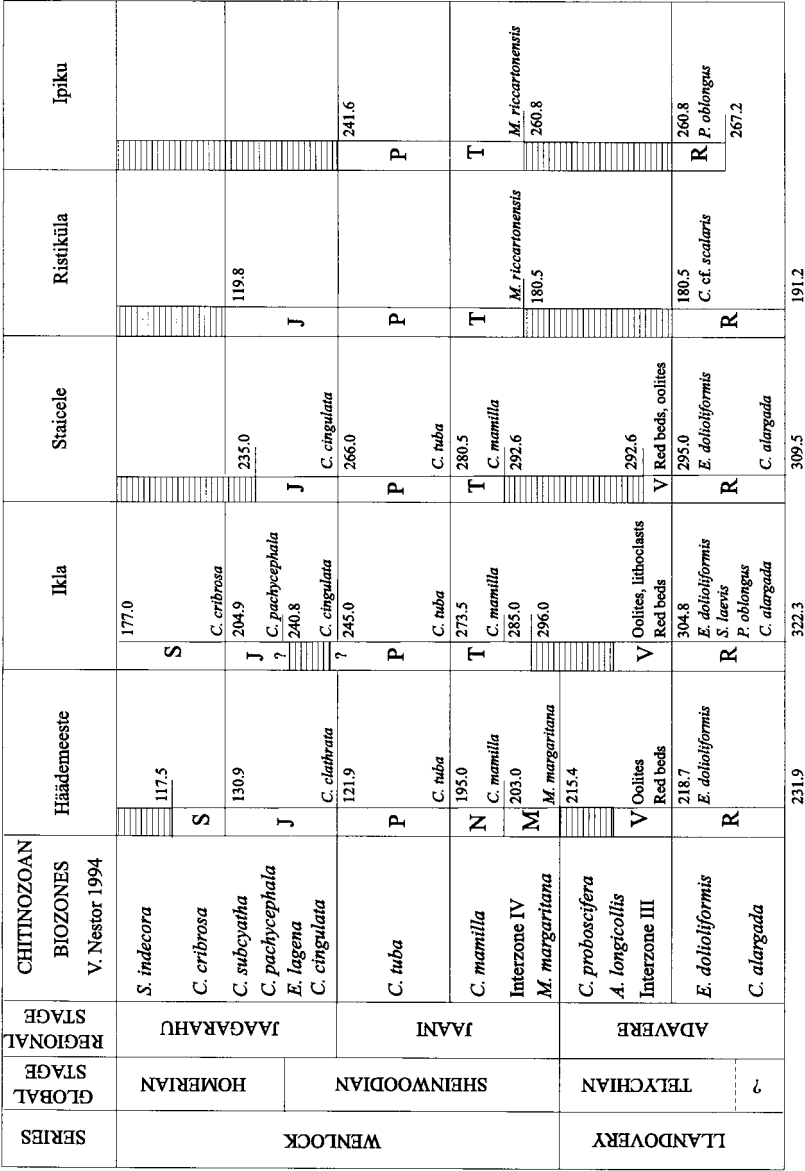 SERIES
WENLOCK
LLANDOVERY
GLOBAL
STAGE
HOMERIAN
SHEINWOODIAN
TELYCHIAN
?
REGIONAL
STAGE
JAAGARAHU
JAANI
ADAVERE
CHITINOZOAN
BIOZONES
V. Nestor 1994
S. indecora
C. cribrosa
C. subcyatha
C. pachycephala
E. lagena
C. cingulata
C. tuba
C. mamilla
Interzone IV
M. margaritana
C. proboscifera
A. longicollis
Interzone III
E. dolioliformis
C. alargada
Häädemeeste
117.5
S
130.9
J
C. clathrata
121.9
P
C. tuba
195.0
N
C. mamilla
203.0
M
M. margaritana
215.4
V Oolites
Red beds
218.7
E. dolioliformis
R
231.9
Ikla
177.0
S
C. cribrosa
204.9
J
C. pachycephala
?
240.8
C. cingulata
?
245.0
P
C. tuba
273.5
T
C. mamilla
285.0
296.0
Oolites, lithoclasts
V Red beds
304.8
E. dolioliformis
S. laevis
R
P. oblongus
C. alargada
322.3
Staicele
235.0
J
C. cingulata
266.0
P
C. tuba
280.5
T
C. mamilla
292.6
292.6
V Red beds, oolites
295.0
E. dolioliformis
R
C. alargada
309.5
Ristiküla
119.8
J
P
T
M. riccartonensis
180.5
180.5
C. cf. scalaris
R
191.2
Ipiku
241.6
P
T
M. riccartonensis
260.8
260.8
R
P. oblongus
267.2